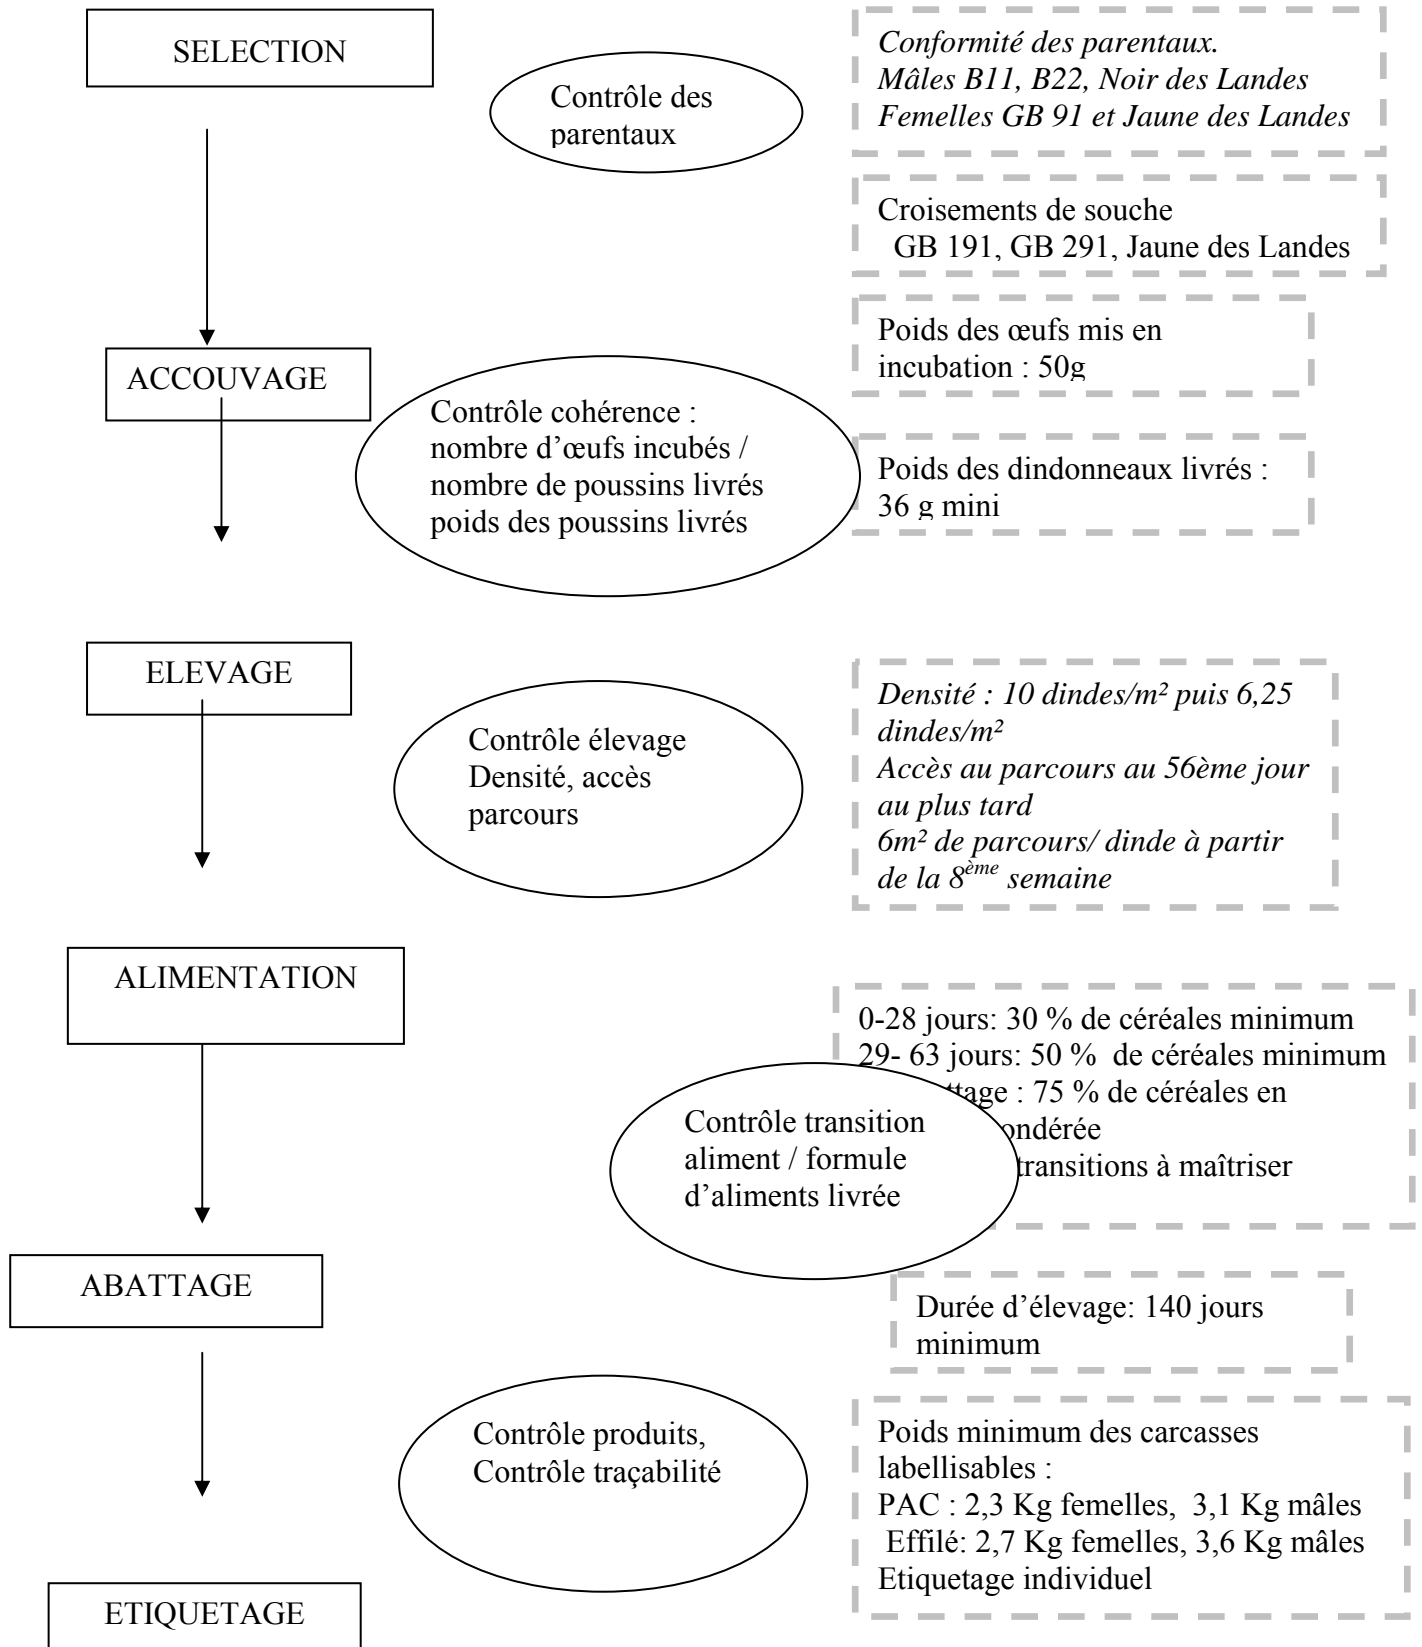 SELECTION
Contrôle des
parentaux
Conformité des parentaux.
Mâles B11, B22, Noir des Landes
Femelles GB 91 et Jaune des Landes
Croisements de souche
GB 191, GB 291, Jaune des Landes
Poids des œufs mis en
incubation : 50g
ACCOUVAGE
Contrôle cohérence :
nombre d’œufs incubés /
nombre de poussins livrés
poids des poussins livrés
Poids des dindonneaux livrés :
36 g mini
ELEVAGE
Contrôle élevage
Densité, accès
parcours
Densité : 10 dindes/m² puis 6,25
dindes/m²
Accès au parcours au 56ème jour
au plus tard
6m² de parcours/ dinde à partir
de la 8ème semaine
ALIMENTATION
0-28 jours: 30 % de céréales minimum
29- 63 jours: 50 % de céréales minimum
: 75 % de céréales en
transitions à maîtriser
Contrôle transition
aliment / formule
d’aliments livrée
ABATTAGE
Durée d’élevage: 140 jours
minimum
Contrôle produits,
Contrôle traçabilité
Poids minimum des carcasses
labellisables :
PAC : 2,3 Kg femelles, 3,1 Kg mâles
Effilé: 2,7 Kg femelles, 3,6 Kg mâles
Etiquetage individuel
ETIQUETAGE